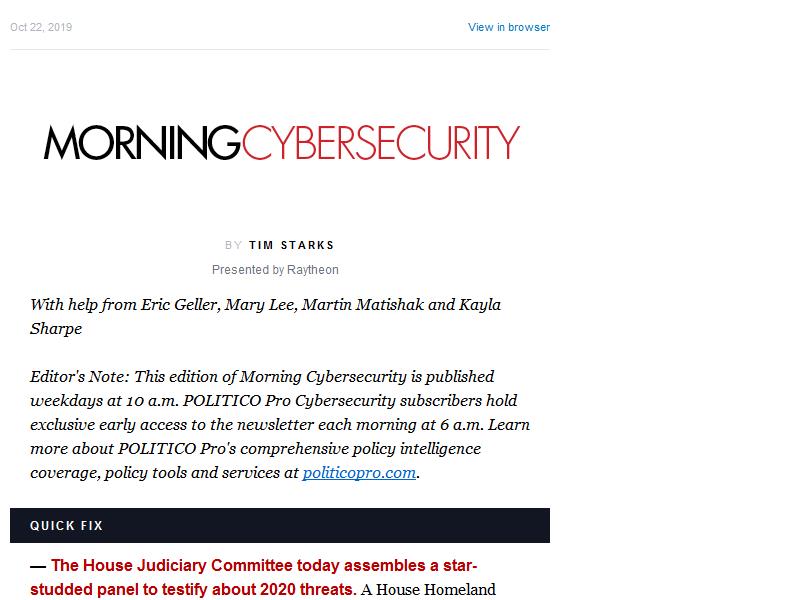 Oct 22, 2019
View in browser
MORNINGCYBERSECURITY
BY TIM STARKS
Presented by Raytheon
With help from Eric Geller, Mary Lee, Martin Matishak and Kayla
Sharpe
Editor's Note: This edition of Morning Cybersecurity is published
weekdays at 10 a.m. POLITICO Pro Cybersecurity subscribers hold
exclusive early access to the newsletter each morning at 6 a.m. Learn
more about POLITICO Pro's comprehensive policy intelligence
coverage, policy tools and services at politicopro.com.
QUICK FIX
— The House Judiciary Committee today assembles a star-
studded panel to testify about 2020 threats. A House Homeland